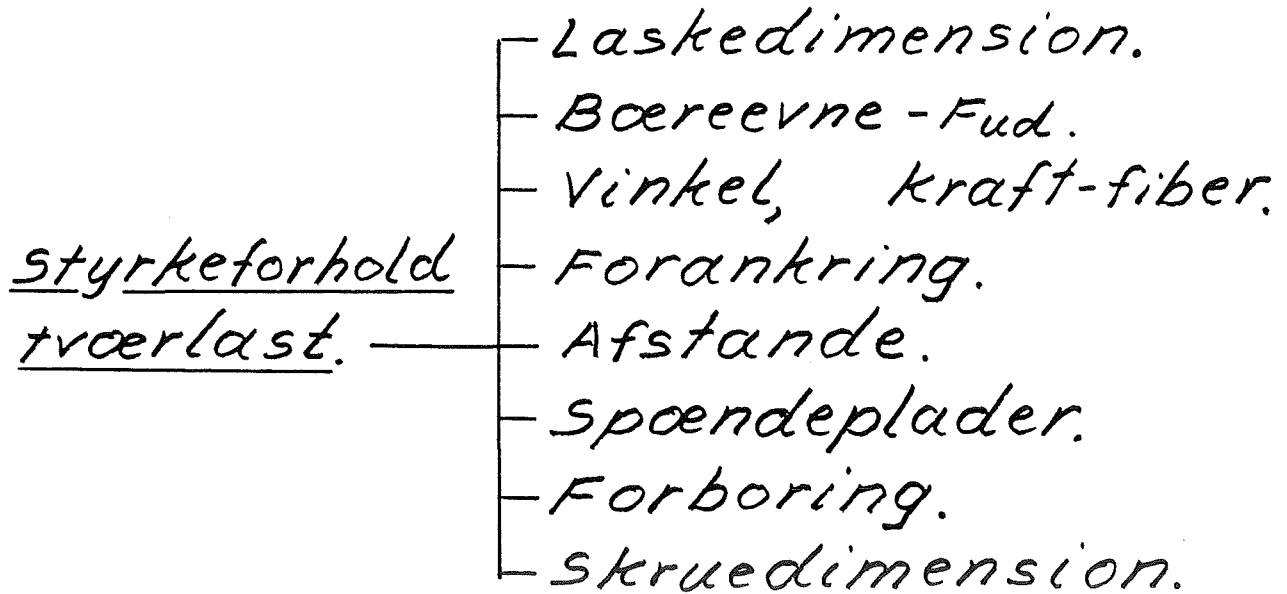 Styrkeforhold
tværlast.
Laskedimension.
Bæreevne - Fud.
Vinkel, kraft-fiber.
Forankring.
Afstande.
Spændeplader.
Forboring.
Skruedimension.